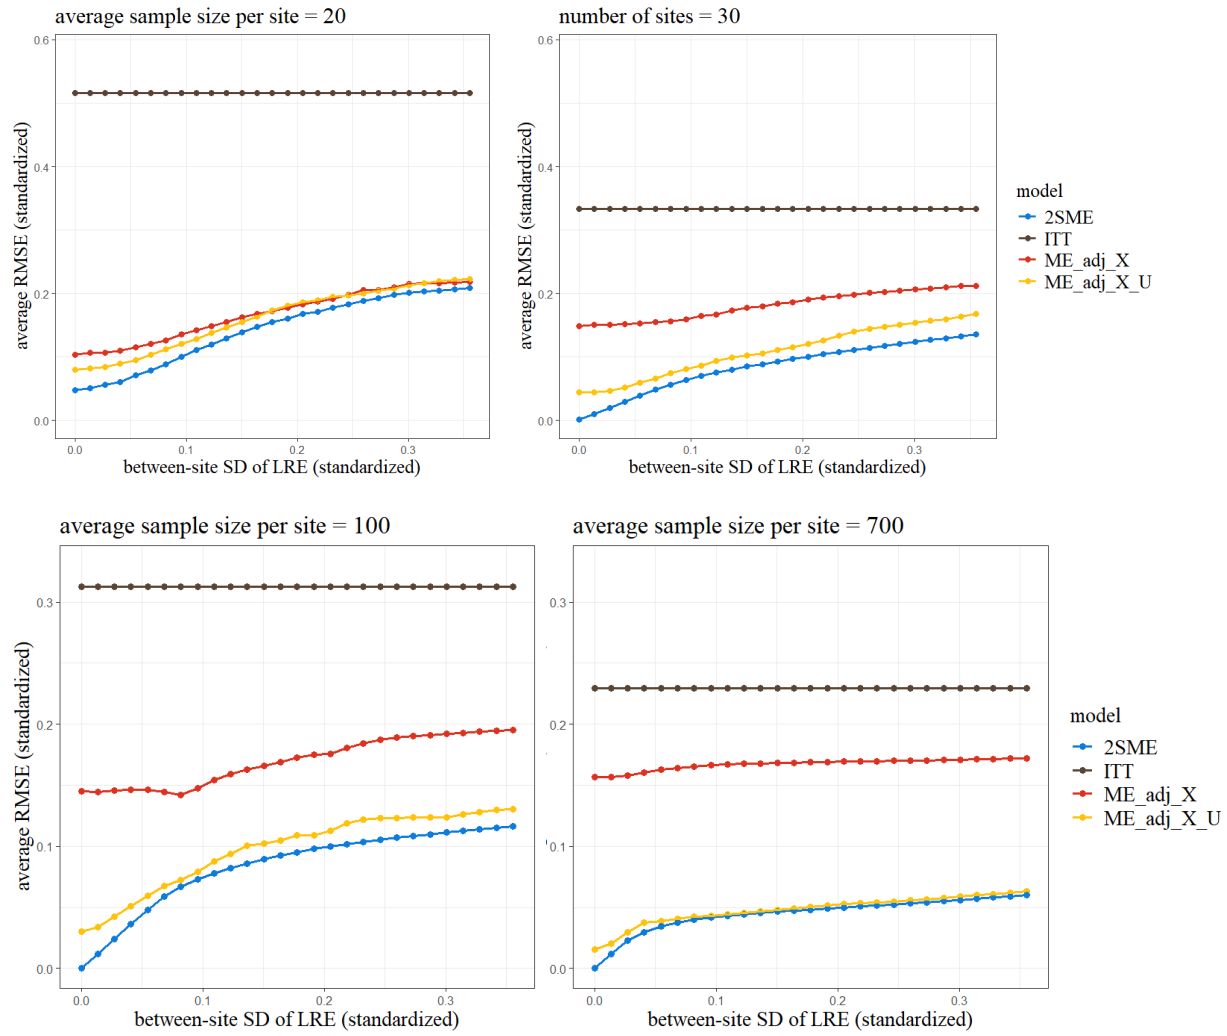 average sample size per site = 20
number of sites = 30
average RMSE (standardized)
0.6
0.4
0.2
0.0
0.0 0.1 0.2 0.3
between-site SD of LRE (standardized)
average RMSE (standardized)
0.6
0.4
0.2
0.0
0.0 0.1 0.2 0.3
between-site SD of LRE (standardized)
model
2SME
ITT
ME_adj_X
ME_adj_X_U
average sample size per site = 100
average sample size per site = 700
average RMSE (standardized)
0.3
0.2
0.1
0.0
0.0 0.1 0.2 0.3
between-site SD of LRE (standardized)
0.3
0.2
0.1
0.0
0.0 0.1 0.2 0.3
between-site SD of LRE (standardized)
model
2SME
ITT
ME_adj_X
ME_adj_X_U